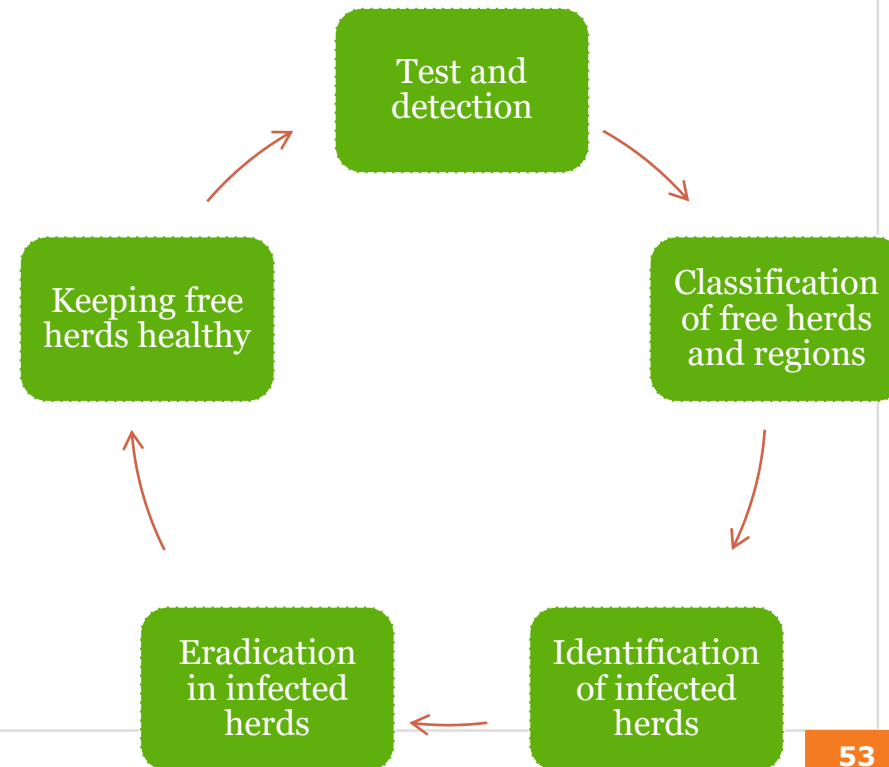 Test and
detection
Classification
of free herds
and regions
Identification
of infected
herds
Eradication
in infected
herds
Keeping free
herds healthy
53